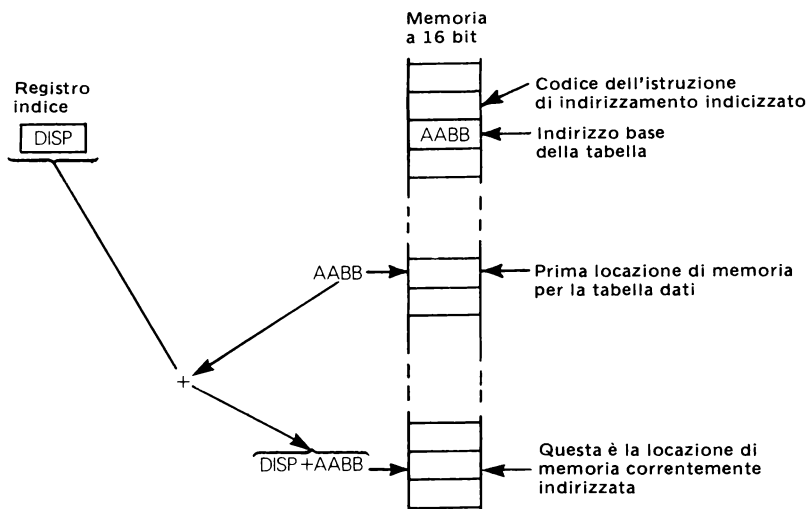 Memoria
a 16 bit
Registro
indice
DISP
Codice dell'istruzione
di indirizzamento indicizzato
AABB
Indirizzo base
della tabella
AABB
Prima locazione di memoria
per la tabella dati
+
DISP+AABB
Questa è la locazione di
memoria correntemente
indirizzata